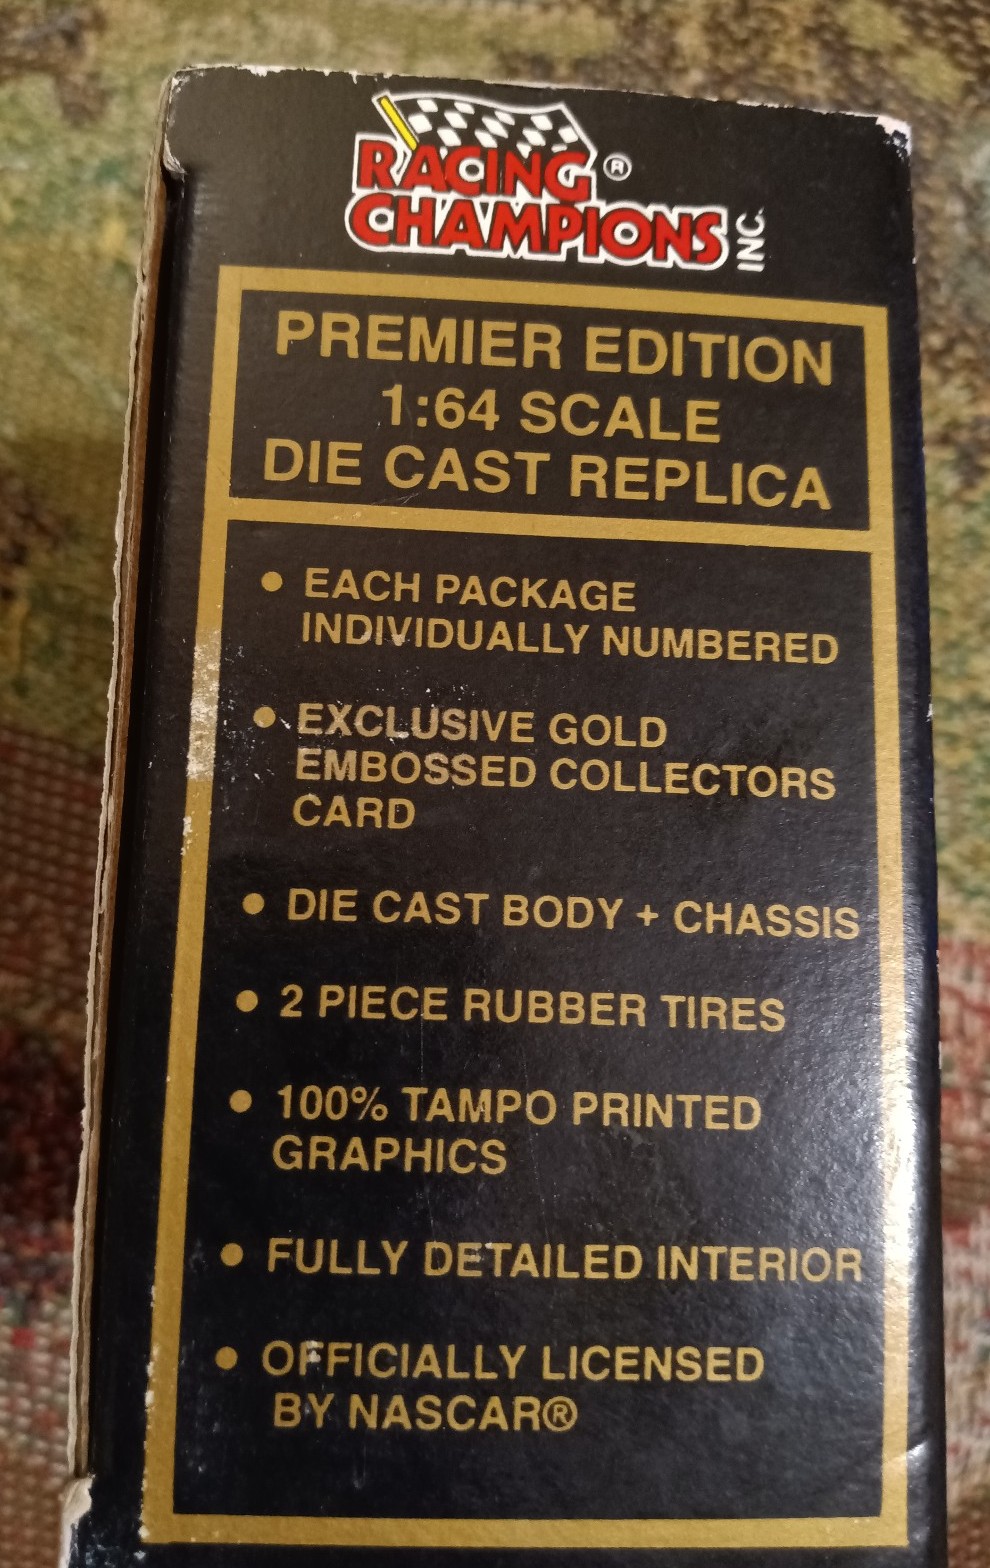 RACING ®
CHAMPIONS INC.
PREMIER EDITION
1:64 SCALE
DIE CAST REPLICA
• EACH PACKAGE
INDIVIDUALLY NUMBERED
• EXCLUSIVE GOLD
EMBOSSED COLLECTORS
CARD
• DIE CAST BODY + CHASSIS
• 2 PIECE RUBBER TIRES
• 100% TAMPO PRINTED
GRAPHICS
• FULLY DETAILED INTERIOR
• OFFICIALLY LICENSED
BY NASCAR®